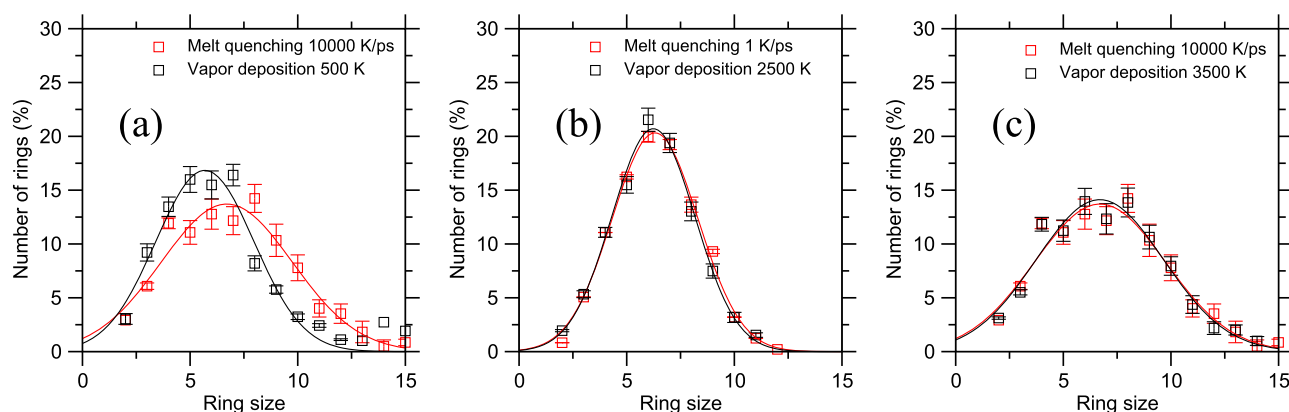 30
25
20
15
10
5
0
Number of rings (%)
Melt quenching 10000 K/ps
Vapor deposition 500 K
(a)
0 5 10 15
Ring size
30
25
20
15
10
5
0
Number of rings (%)
Melt quenching 1 K/ps
Vapor deposition 2500 K
(b)
0 5 10 15
Ring size
30
25
20
15
10
5
0
Number of rings (%)
Melt quenching 10000 K/ps
Vapor deposition 3500 K
(c)
0 5 10 15
Ring size